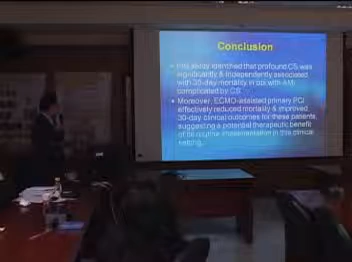 Conclusion
This study identified that profound CS was
significantly & independently associated
with 30-day mortality in pts with AMI
complicated by CS.
Moreover, ECMO-assisted primary PCI
effectively reduced mortality & improved
30-day clinical outcomes for these patients,
suggesting a potential therapeutic benefit
of its routine implementation in this clinical
setting.